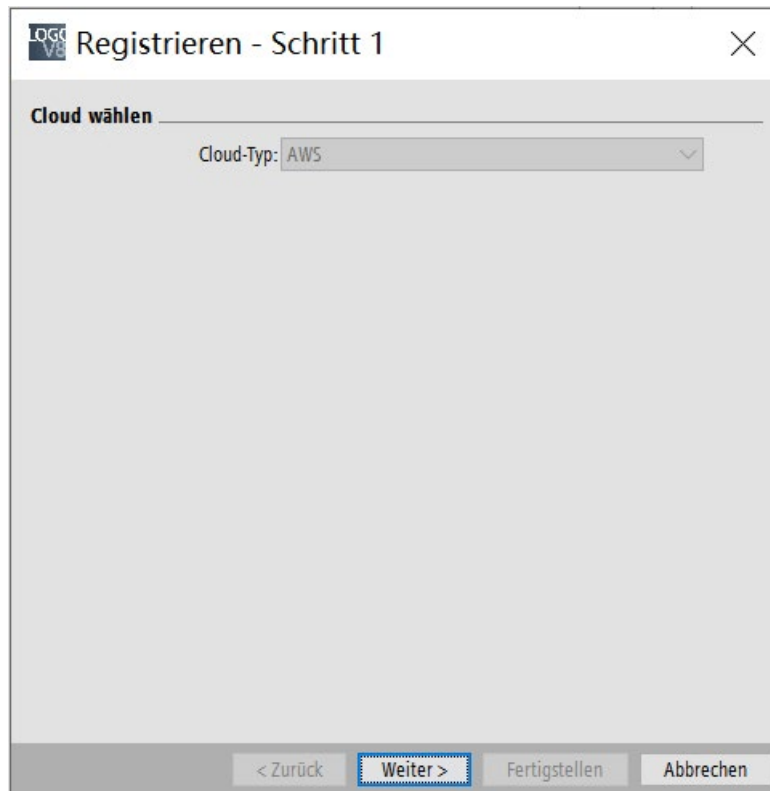 LOGO
V8
Registrieren - Schritt 1
Cloud wählen
Cloud-Typ: AWS
< Zurück Weiter > Fertigstellen Abbrechen